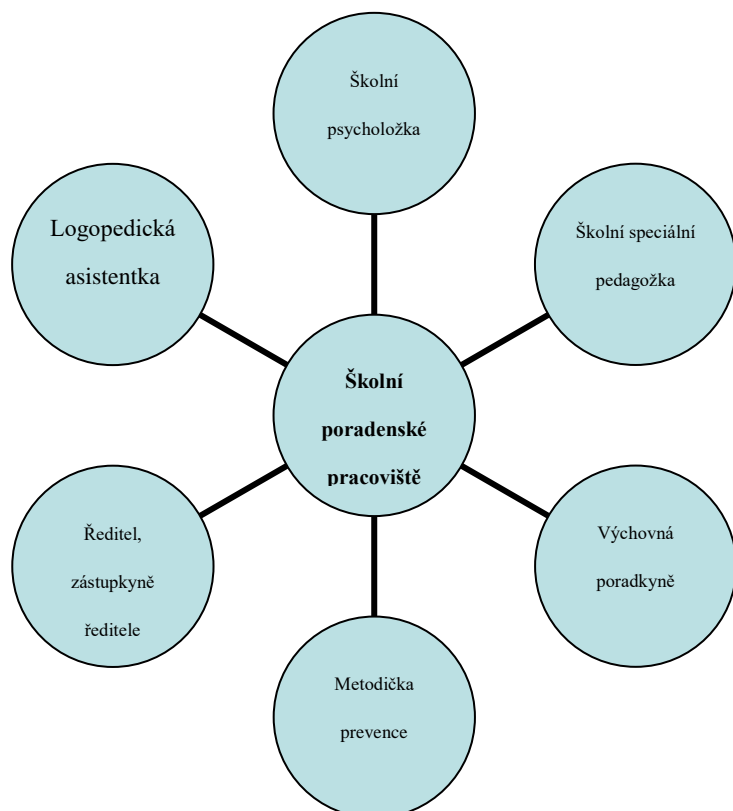 Školní
psycholožka
Logopedická
asistentka
Školní speciální
pedagožka
Školní
poradenské
pracoviště
Ředitel,
zástupkyně
ředitele
Výchovná
poradkyně
Metodička
prevence